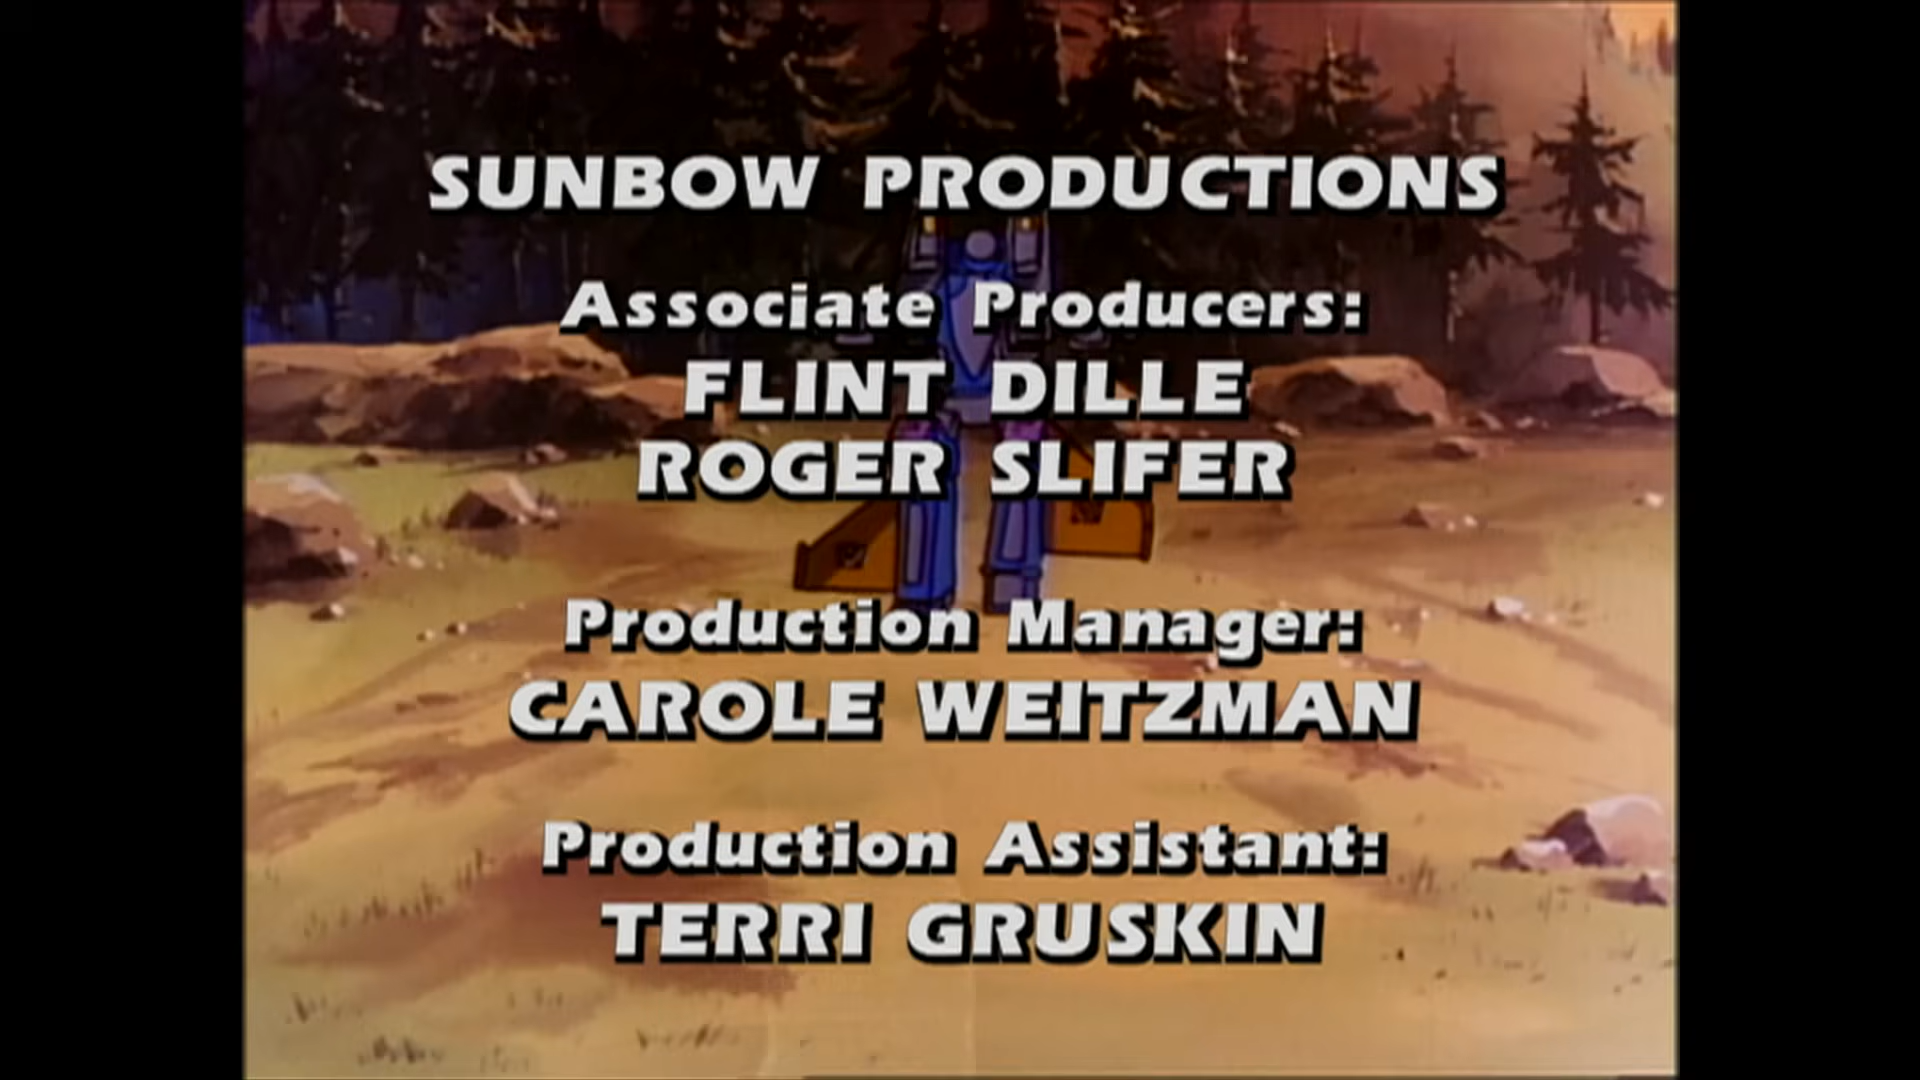 SUNBOW PRODUCTIONS
Associate Producers:
FLINT DILLE
ROGER SLIFER
Production Manager:
CAROLE WEITZMAN
Production Assistant:
TERRI GRUSKIN